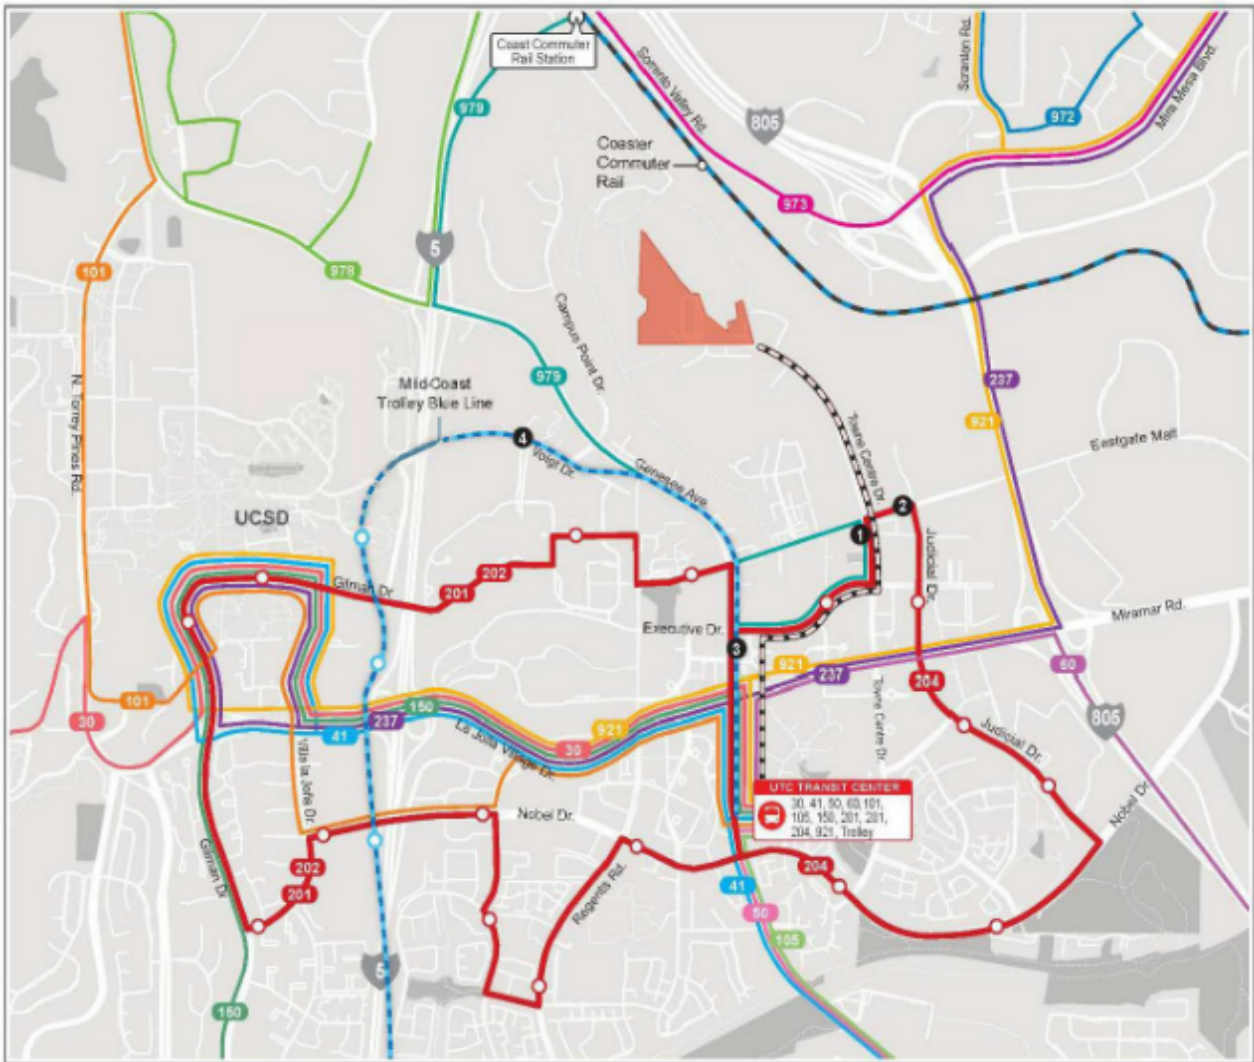 Coast Commuter
Rail Station
979
Sorrento Valley Rd.
805
Scranton Rd.
972
Mira Mesa Blvd.
Coaster
Commuter
Rail
973
5
101
978
Campus Point Dr.
979
237
921
Mid-Coast
Trolley Blue Line
N. Torrey Pines Rd.
4
Voigt Dr.
Genesee Ave.
Towne Centre Dr
Eastgate Mall
UCSD
2
1
Judicial Dr.
202
201
Gilman Dr
Executive Dr.
3
Miramar Rd.
921
237
60
204
101
30
150
237
41
921
30
La Jolla Village Dr.
Towne Centre Dr.
805
Judicial Dr.
Villa la Jolla Dr.
UTC TRANSIT CENTER
30, 41, 50, 60, 101,
105, 150, 201, 201,
204, 921, Trolley
Nobel Dr.
Nobel Dr.
202
201
Gilman Dr
Regents Rd.
204
41
50
105
5
150